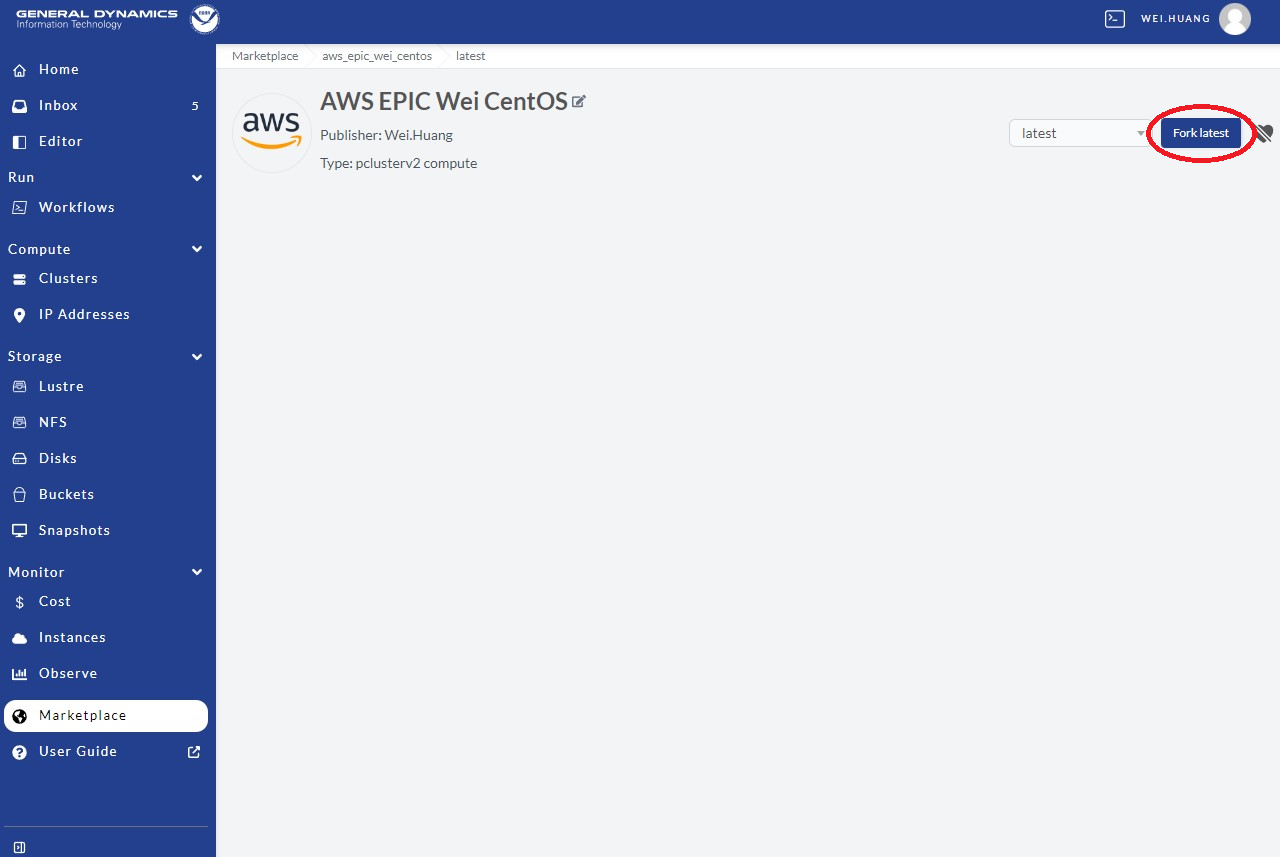 GENERAL DYNAMICS
Information Technology
WEI.HUANG
Home
Inbox 5
Editor
Run
Workflows
Compute
Clusters
IP Addresses
Storage
Lustre
NFS
Disks
Buckets
Snapshots
Monitor
$ Cost
Instances
Observe
Marketplace
User Guide
Marketplace aws_epic_wei_centos latest
aws
AWS EPIC Wei CentOS
Publisher: Wei.Huang
Type: pclusterv2 compute
latest
Fork latest